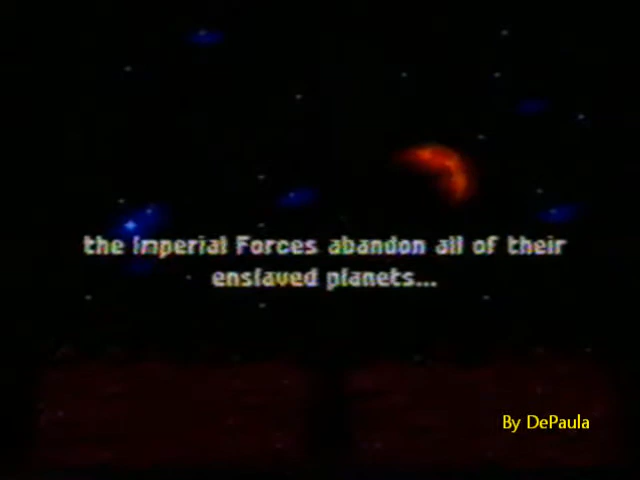 the Imperial Forces abandon all of their
enslaved planets...
By DePaula